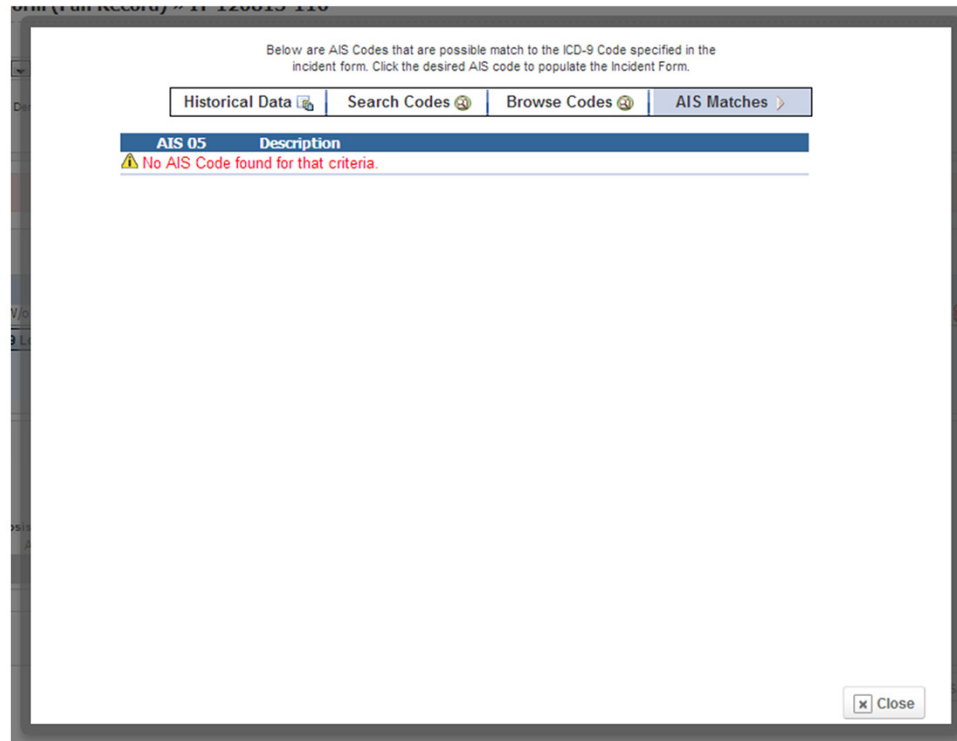 Below are AIS Codes that are possible match to the ICD-9 Code specified in the
incident form. Click the desired AIS code to populate the Incident Form.
Historical Data Search Codes Browse Codes AIS Matches
AIS 05 Description
No AIS Code found for that criteria.
Close